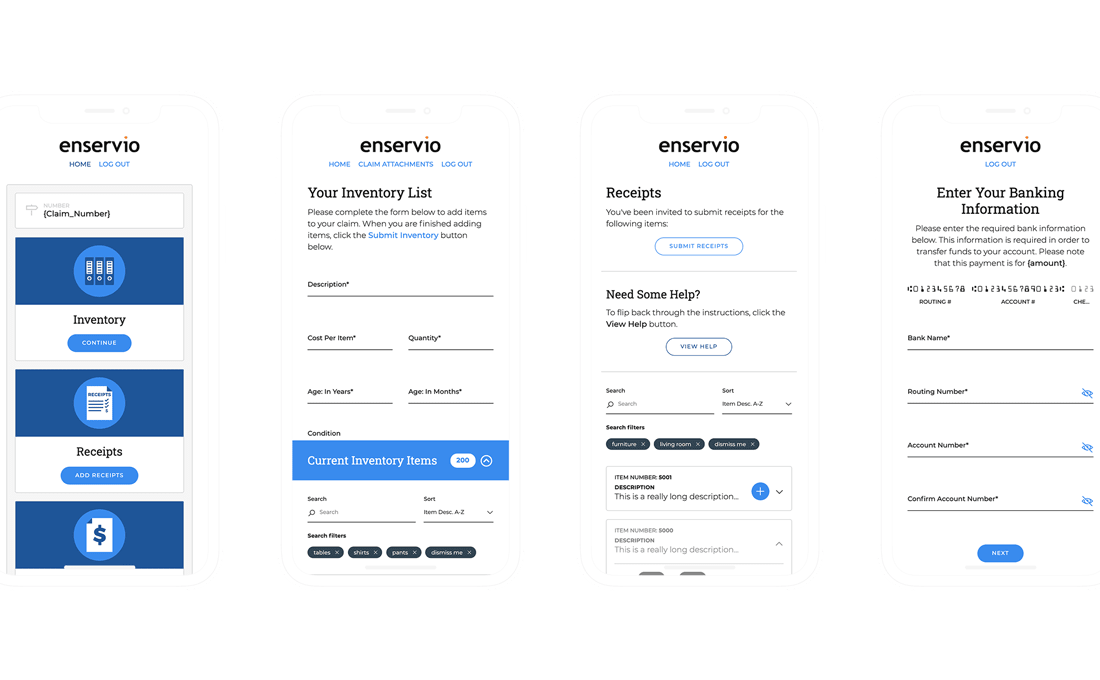 enservio
HOME LOG OUT
NUMBER
{Claim_Number}
Inventory
CONTINUE
RECEIPTS
Receipts
ADD RECEIPTS
$
enservio
HOME CLAIM ATTACHMENTS LOG OUT
Your Inventory List
Please complete the form below to add items
to your claim. When you are finished adding
items, click the Submit Inventory button
below.
Description*
Cost Per Item* Quantity*
Age: In Years* Age: In Months*
Condition
Current Inventory Items 200
Search Sort
Search Item Desc. A-Z
Search filters
tables × shirts × pants × dismiss me ×
enservio
HOME LOG OUT
Receipts
You've been invited to submit receipts for the
following items:
SUBMIT RECEIPTS
Need Some Help?
To flip back through the instructions, click the
View Help button.
VIEW HELP
Search Sort
Search Item Desc. A-Z
Search filters
furniture × living room × dismiss me ×
ITEM NUMBER: 5001
DESCRIPTION
This is a really long description...
ITEM NUMBER: 5000
DESCRIPTION
This is a really long description...
enservio
LOG OUT
Enter Your Banking
Information
Please enter the required bank information
below. This information is required in order to
transfer funds to your account. Please note
that this payment is for {amount}.
⑆012345678 ⑆01234567890123⑆ 0123
ROUTING # ACCOUNT # CHE...
Bank Name*
Routing Number*
Account Number*
Confirm Account Number*
NEXT